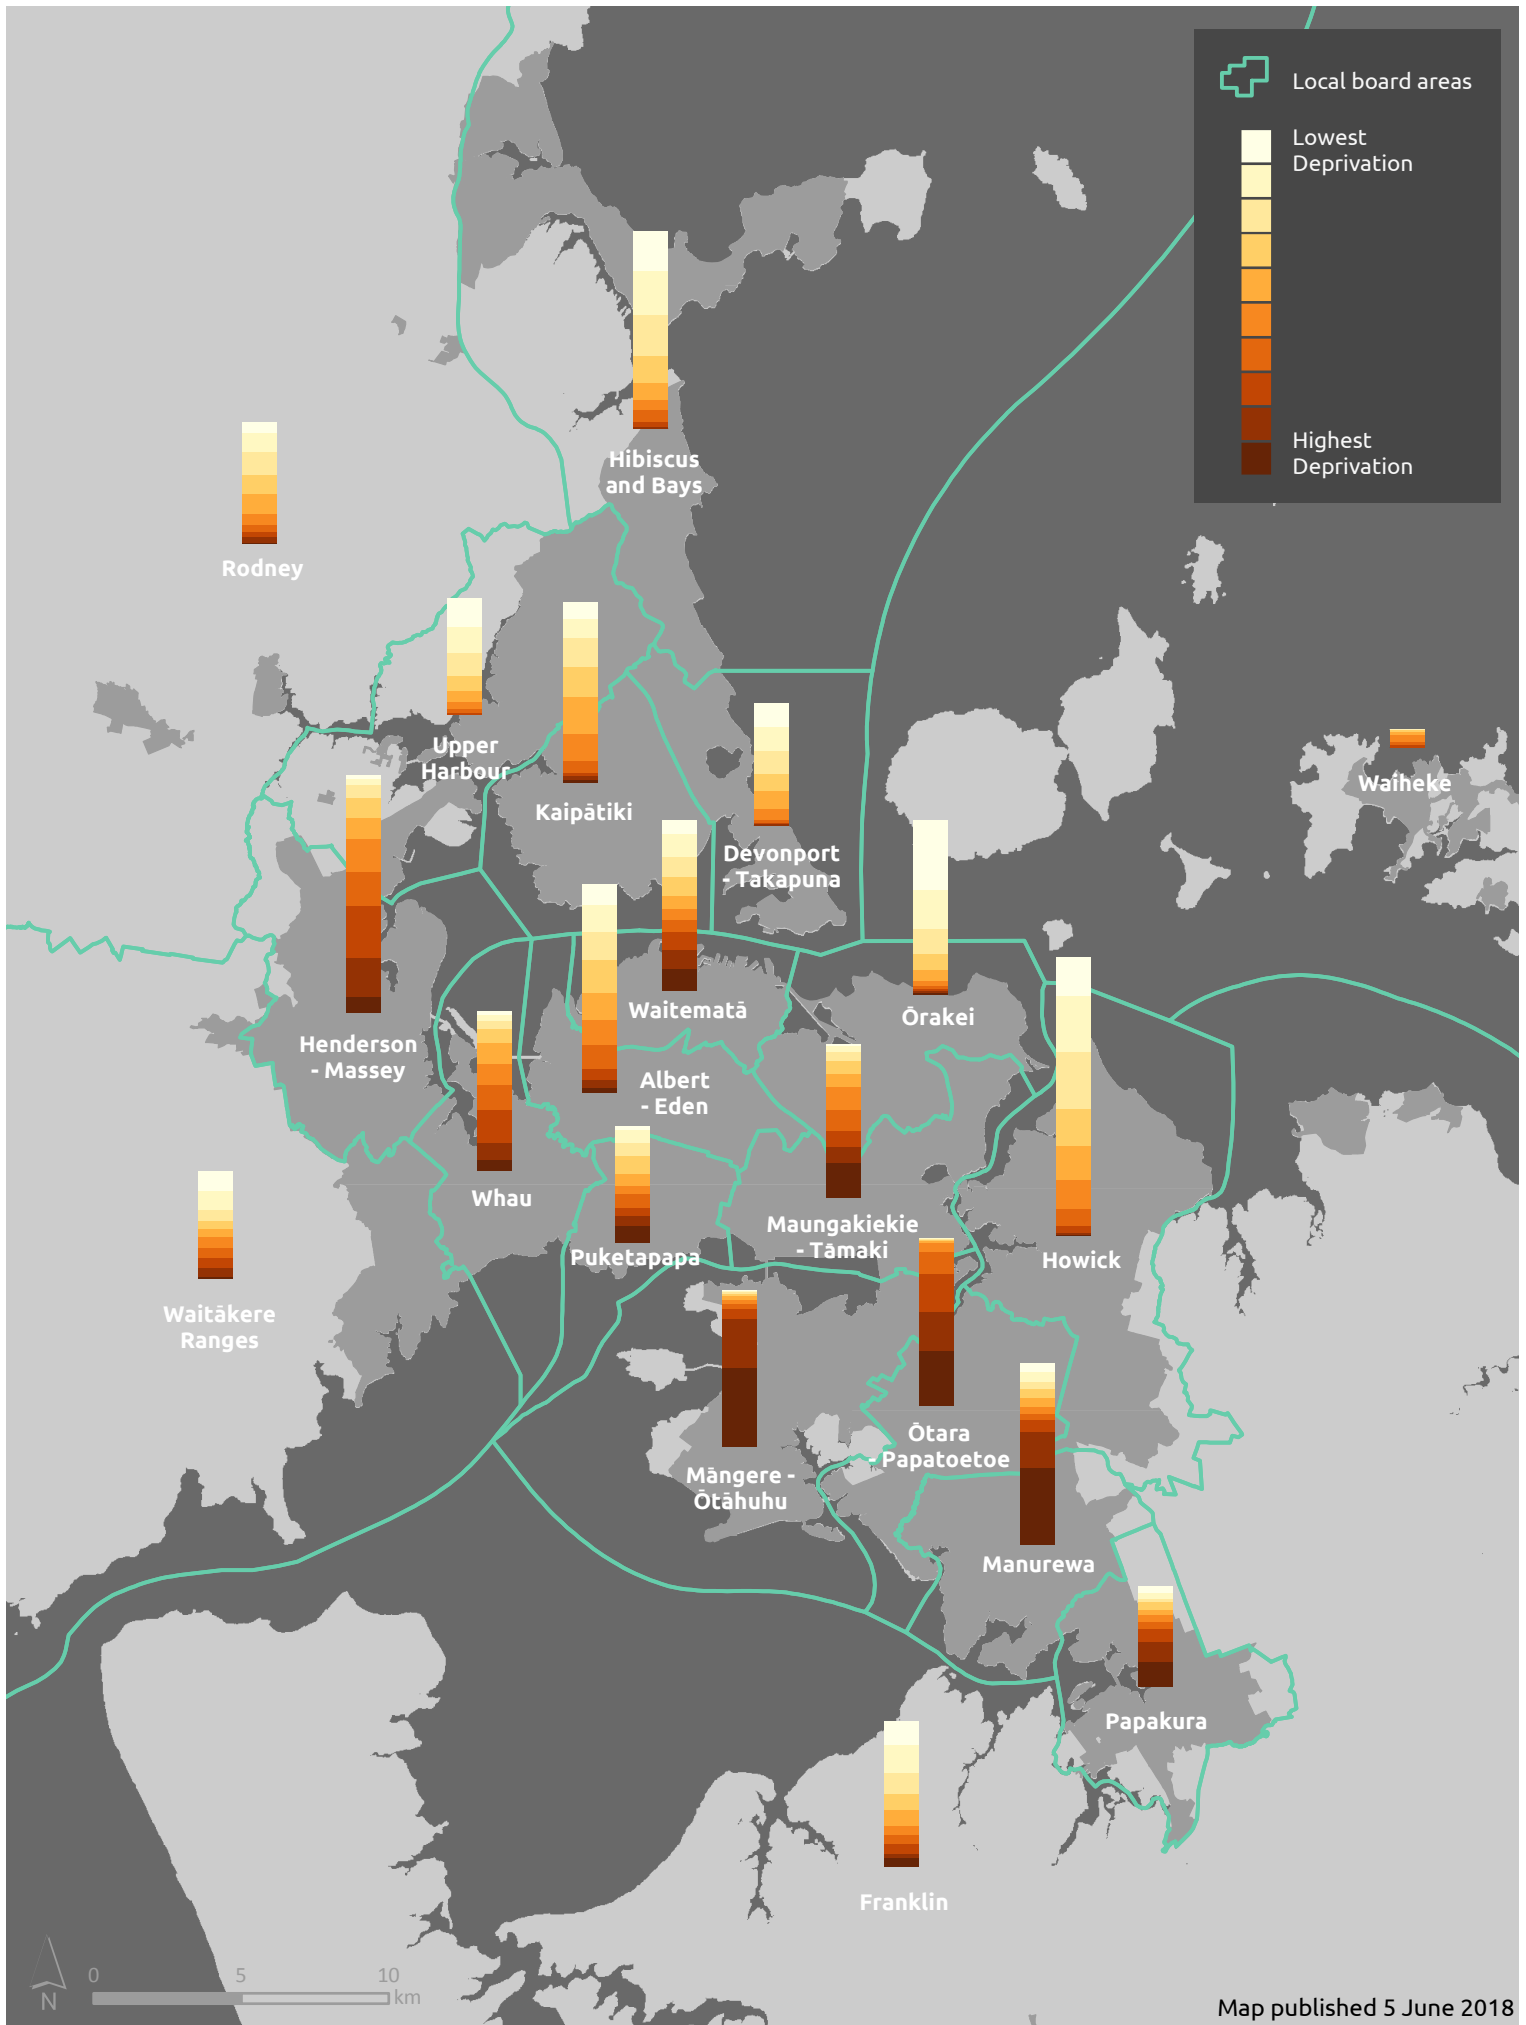 Local board areas
Lowest
Deprivation
Highest
Deprivation
Hibiscus
and Bays
Rodney
Upper
Harbour
Kaipātiki
Waiheke
Devonport
- Takapuna
Waitematā
Ōrakei
Henderson
- Massey
Albert
- Eden
Whau
Maungakiekie
- Tāmaki
Puketapapa
Howick
Waitākere
Ranges
Ōtara
- Papatoetoe
Māngere -
Ōtāhuhu
Manurewa
Papakura
Franklin
0 5 10
km
N
Map published 5 June 2018